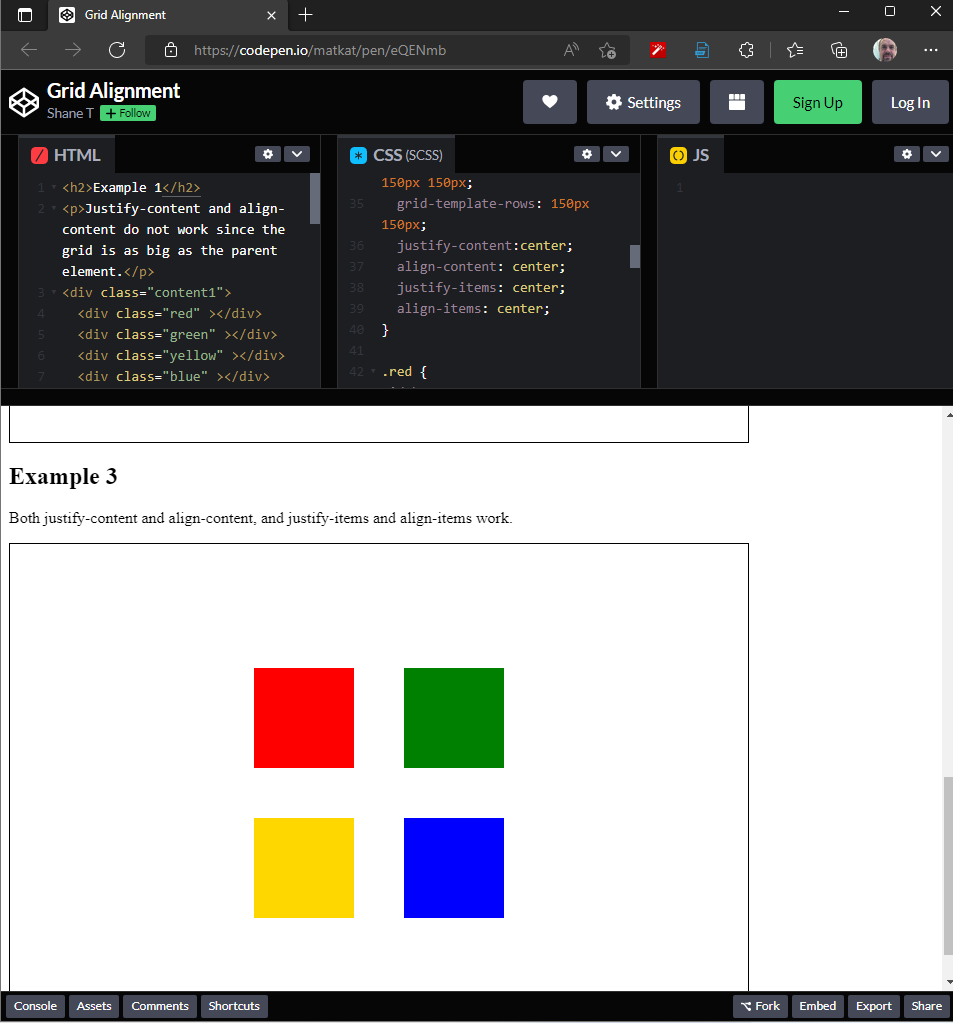 Grid Alignment
https://codepen.io/matkat/pen/eQENmb
Grid Alignment
Shane T + Follow
Settings
Sign Up
Log In
HTML
1 <h2>Example 1</h2>
2 <p>Justify-content and align-
content do not work since the
grid is as big as the parent
element.</p>
3 <div class="content1">
4 <div class="red" ></div>
5 <div class="green" ></div>
6 <div class="yellow" ></div>
7 <div class="blue" ></div>
CSS (SCSS)
150px 150px;
35 grid-template-rows: 150px
150px;
36 justify-content:center;
37 align-content: center;
38 justify-items: center;
39 align-items: center;
40 }
41
42 .red {
JS
1
Example 3
Both justify-content and align-content, and justify-items and align-items work.
Console Assets Comments Shortcuts Fork Embed Export Share